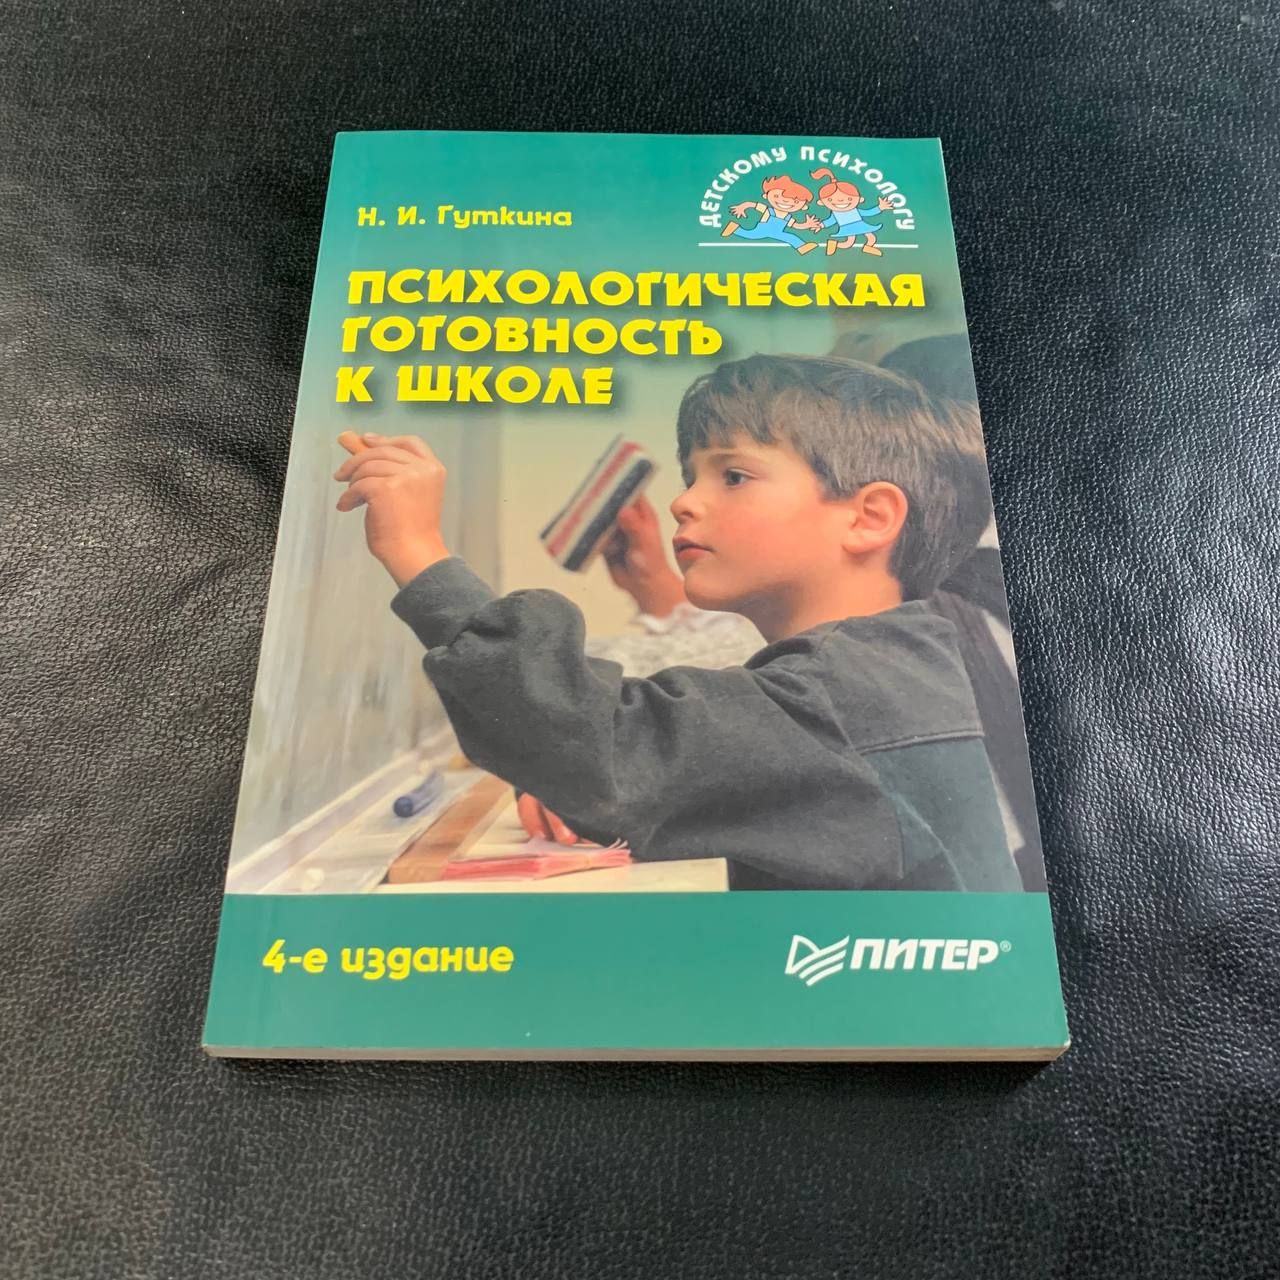 ДЕТСКОМУ ПСИХОЛОГУ
Н. И. Гуткина
ПСИХОЛОГИЧЕСКАЯ
ГОТОВНОСТЬ
К ШКОЛЕ
4-е издание
ПИТЕР®